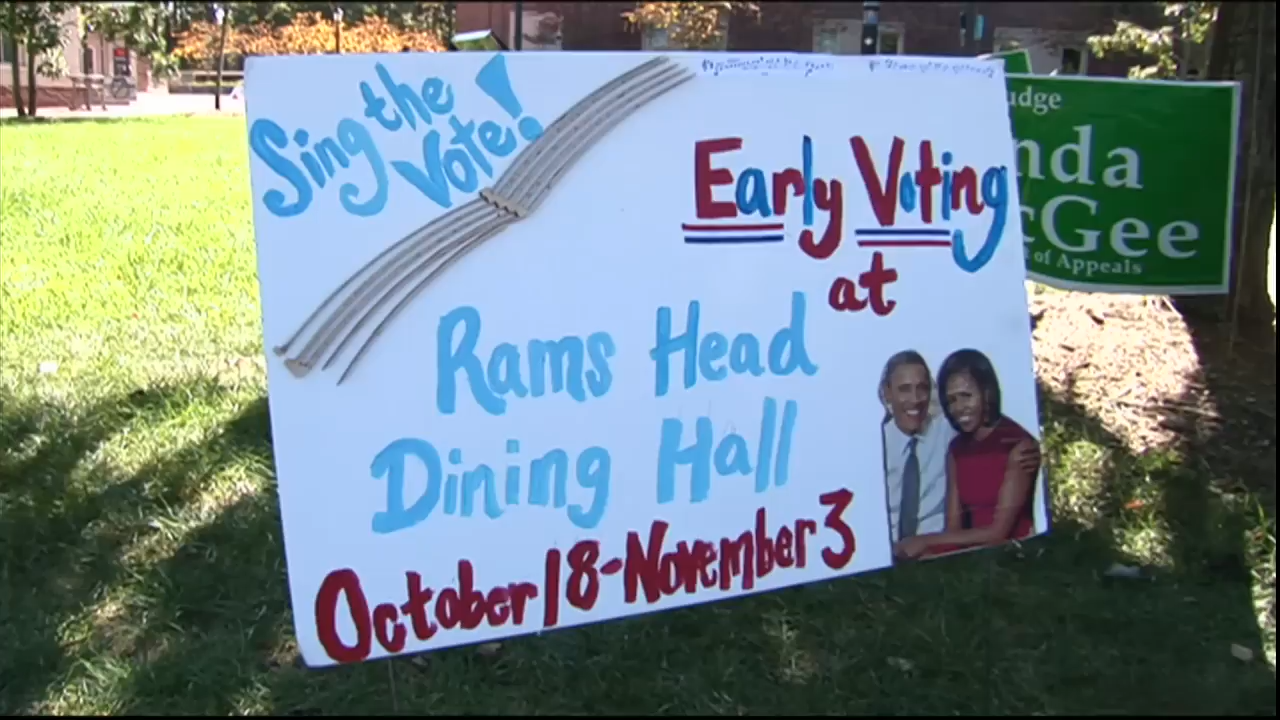 Sing the
Vote!
Early Voting
at
Rams Head
Dining Hall
October 18-November 3
udge
nda
cGee
of Appeals